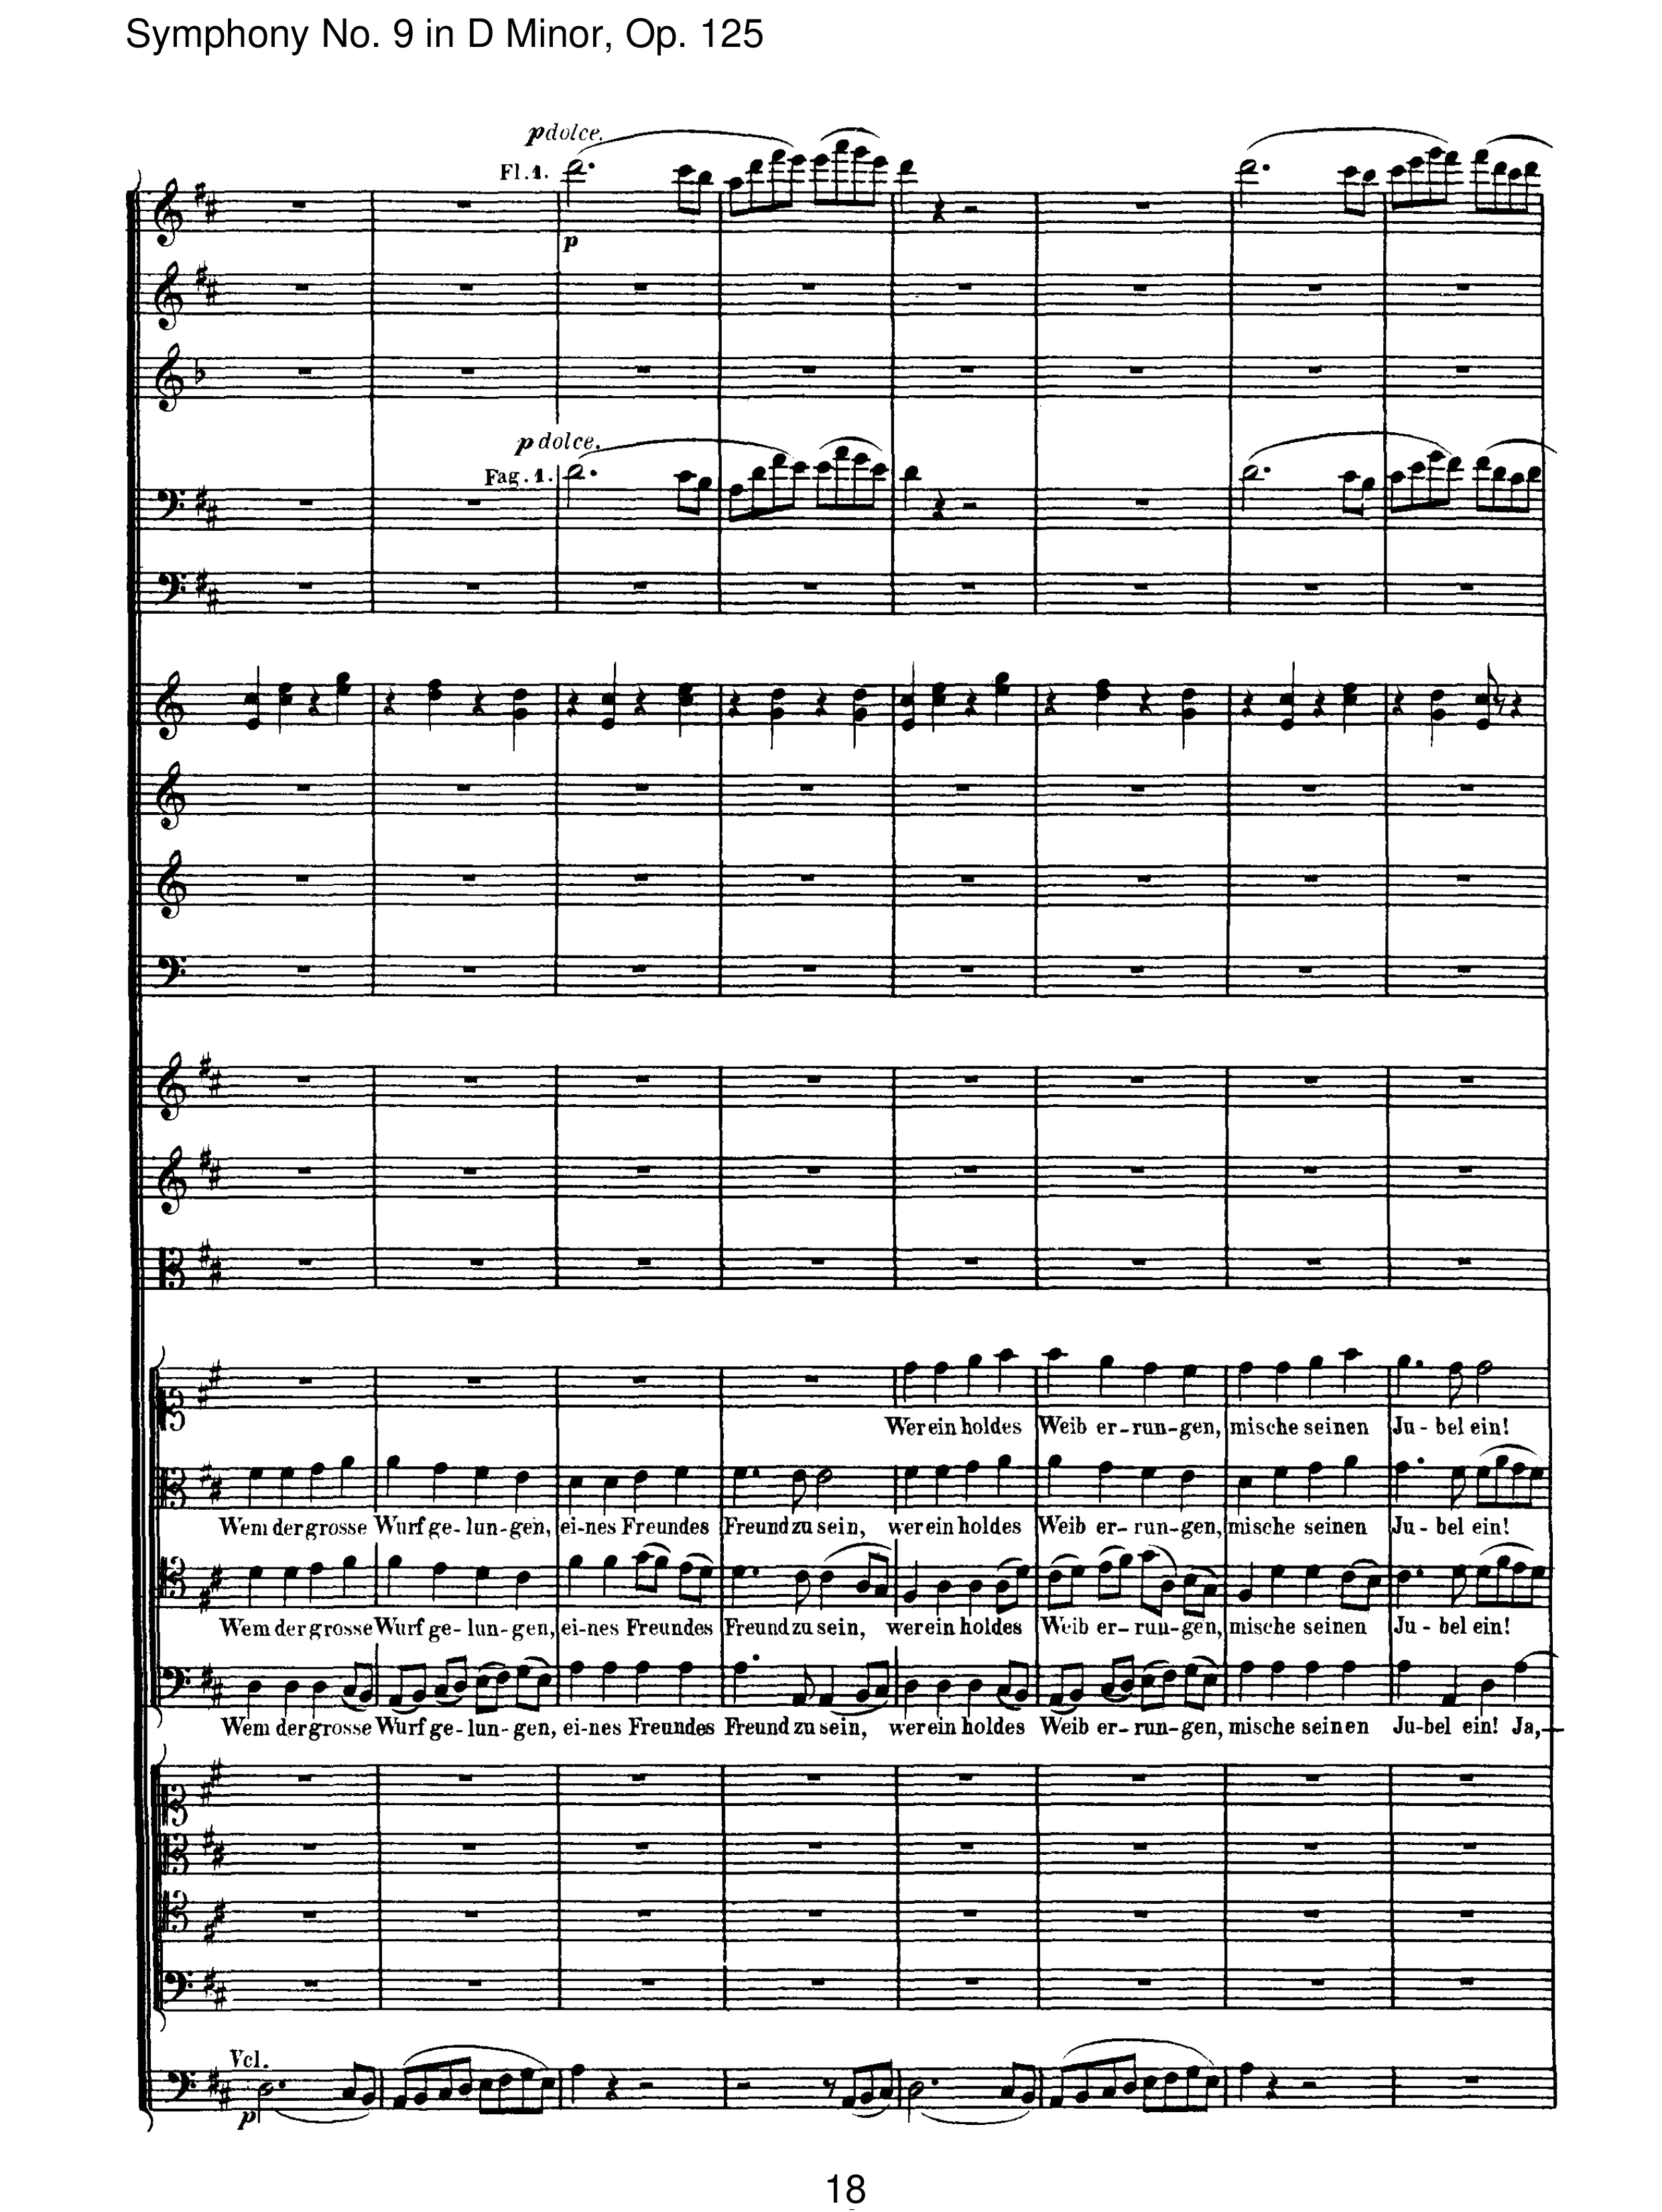 Symphony No. 9 in D Minor, Op. 125
p dolce.
Fl. 1.
p
p dolce.
Fag. 1.
Wer ein holdes Weib er-run-gen, mische seinen Ju-bel ein!
Wem der grosse Wurf ge-lun-gen, ei-nes Freundes Freund zu sein, wer ein holdes Weib er-run-gen, mische seinen Ju-bel ein!
Wem der grosse Wurf ge-lun-gen, ei-nes Freundes Freund zu sein, wer ein holdes Weib er-run-gen, mische seinen Ju-bel ein!
Wem der grosse Wurf ge-lun-gen, ei-nes Freundes Freund zu sein, wer ein holdes Weib er-run-gen, mische seinen Ju-bel ein! Ja,
Vcl.
p
18